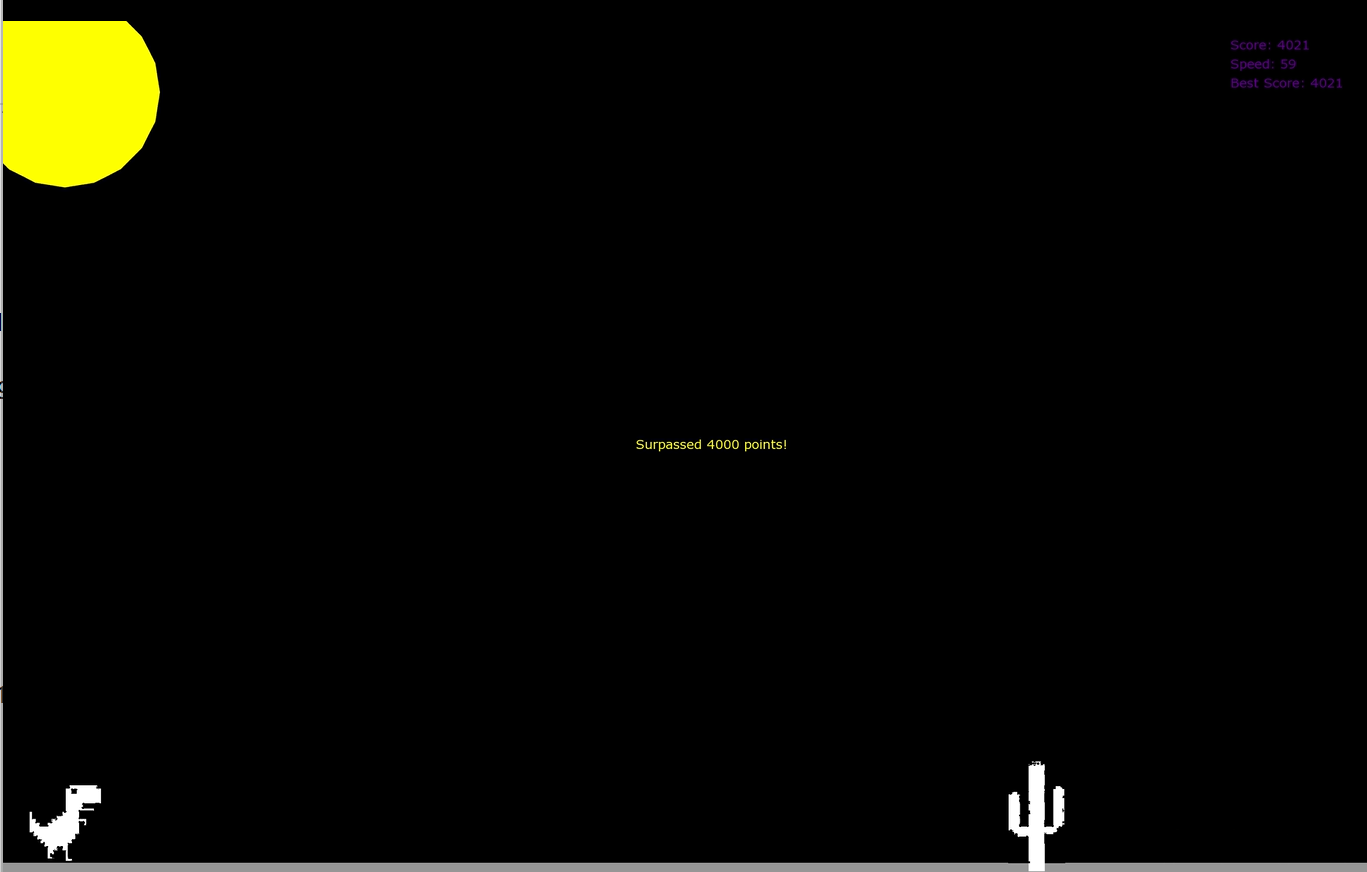 Score: 4021
Speed: 59
Best Score: 4021
Surpassed 4000 points!